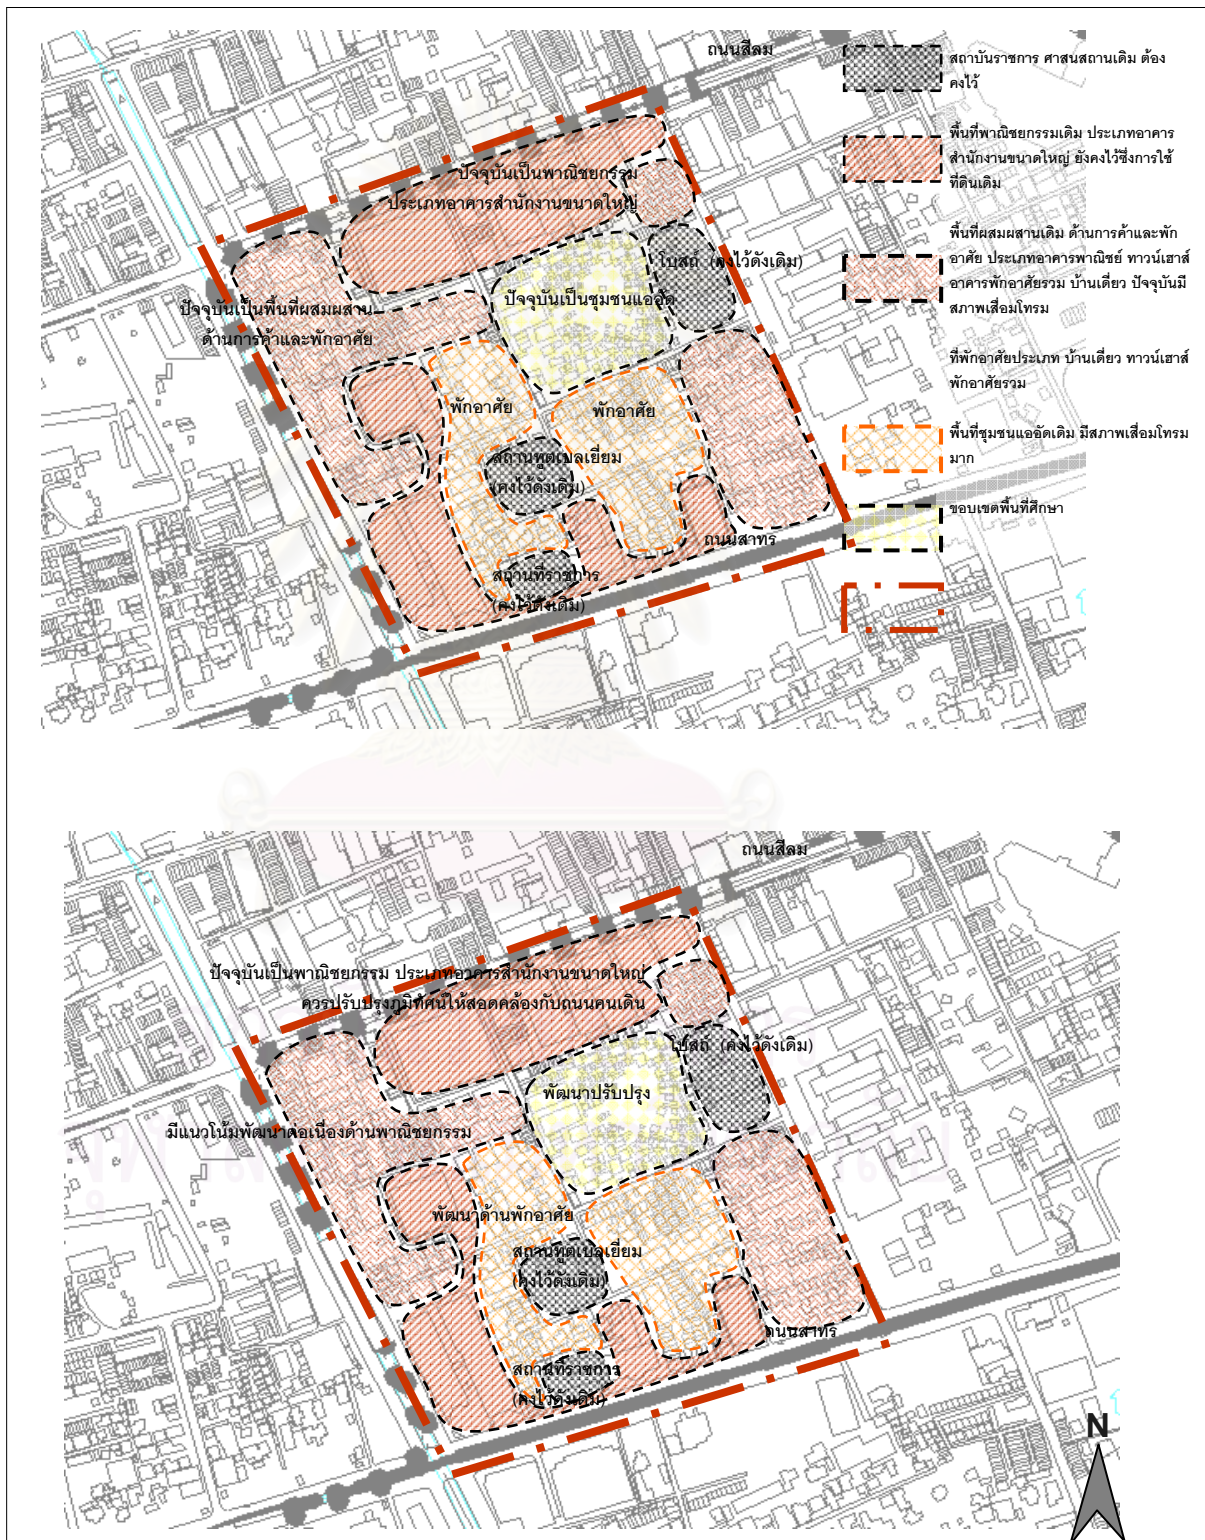 ถนนสีลม
สถาบันราชการ ศาสนสถานเดิม ต้อง
คงไว้
พื้นที่พาณิชยกรรมเดิม ประเภทอาคาร
สำนักงานขนาดใหญ่ ยังคงไว้ซึ่งการใช้
ที่ดินเดิม
พื้นที่ผสมผสานเดิม ด้านการค้าและพัก
อาศัย ประเภทอาคารพาณิชย์ ทาวน์เฮาส์
อาคารพักอาศัยรวม บ้านเดี่ยว ปัจจุบันมี
สภาพเสื่อมโทรม
ที่พักอาศัยประเภท บ้านเดี่ยว ทาวน์เฮาส์
พักอาศัยรวม
พื้นที่ชุมชนแออัดเดิม มีสภาพเสื่อมโทรม
มาก
ขอบเขตพื้นที่ศึกษา
ปัจจุบันเป็นพาณิชยกรรม
ประเภทอาคารสำนักงานขนาดใหญ่
โบสถ์ (คงไว้ดังเดิม)
ปัจจุบันเป็นชุมชนแออัด
ปัจจุบันเป็นพื้นที่ผสมผสาน
ด้านการค้าและพักอาศัย
พักอาศัย
พักอาศัย
สถานทูตเบลเยี่ยม
(คงไว้ดังเดิม)
ถนนสาทร
สถานที่ราชการ
(คงไว้ดังเดิม)
ถนนสีลม
ปัจจุบันเป็นพาณิชยกรรม ประเภทอาคารสำนักงานขนาดใหญ่
ควรปรับปรุงภูมิทัศน์ให้สอดคล้องกับถนนคนเดิน
โบสถ์ (คงไว้ดังเดิม)
พัฒนาปรับปรุง
มีแนวโน้มพัฒนาต่อเนื่องด้านพาณิชยกรรม
พัฒนาด้านพักอาศัย
สถานทูตเบลเยี่ยม
(คงไว้ดังเดิม)
ถนนสาทร
สถานที่ราชการ
(คงไว้ดังเดิม)
N